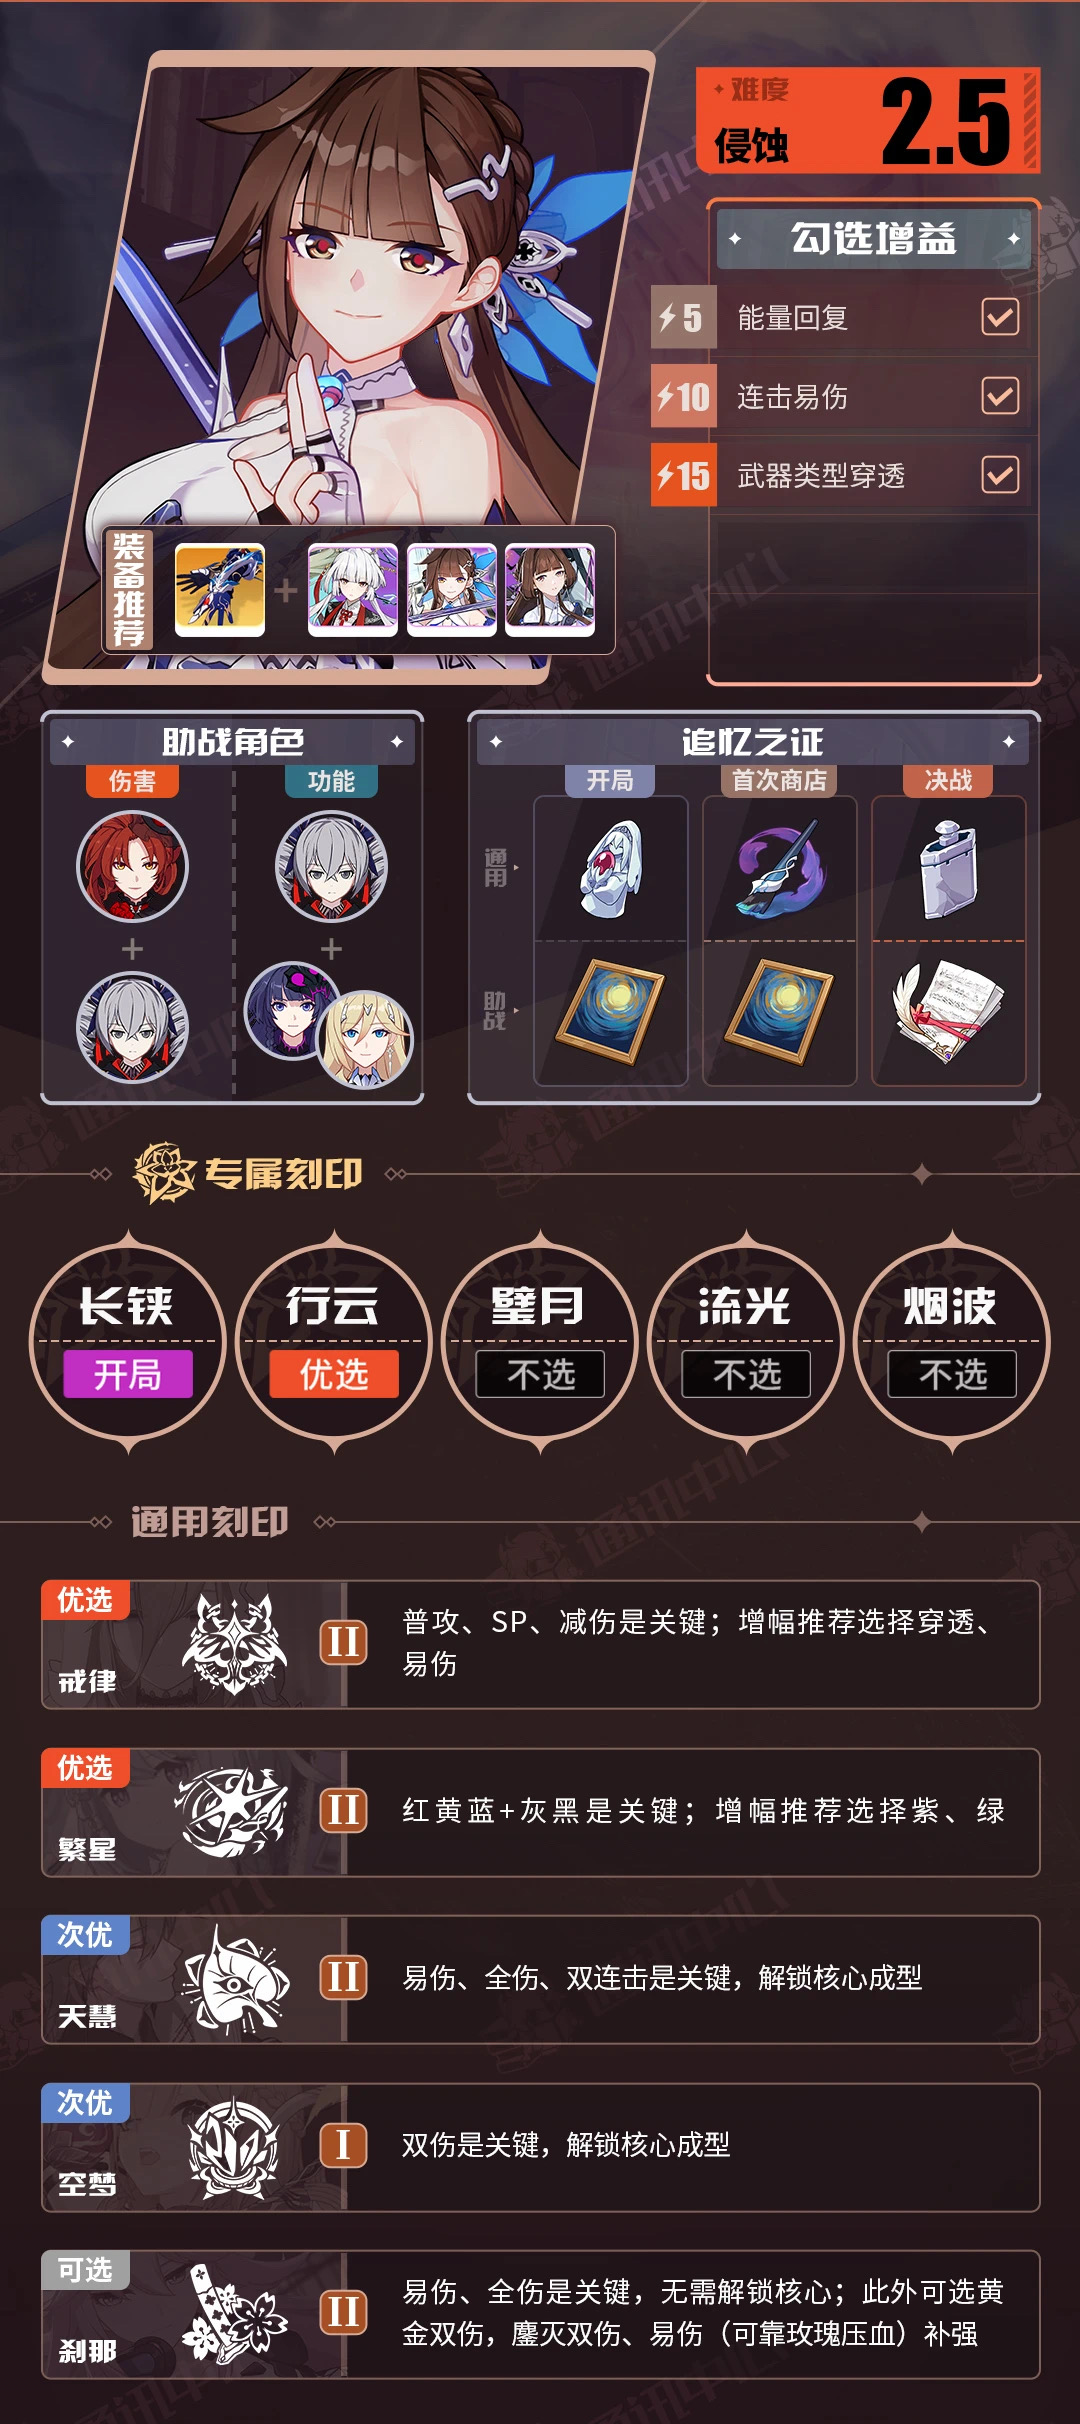 难度
侵蚀
2.5
勾选增益
5
能量回复
10
连击易伤
15
武器类型穿透
装备推荐
+
助战角色
伤害
功能
+
+
追忆之证
开局
首次商店
决战
通用
助战
专属刻印
长铗
开局
行云
优选
璧月
不选
流光
不选
烟波
不选
通用刻印
优选
戒律
II
普攻、SP、减伤是关键；增幅推荐选择穿透、
易伤
优选
繁星
II
红黄蓝+灰黑是关键；增幅推荐选择紫、绿
次优
天慧
II
易伤、全伤、双连击是关键，解锁核心成型
次优
空梦
I
双伤是关键，解锁核心成型
可选
刹那
II
易伤、全伤是关键，无需解锁核心；此外可选黄
金双伤，鏖灭双伤、易伤（可靠玫瑰压血）补强
通讯中心